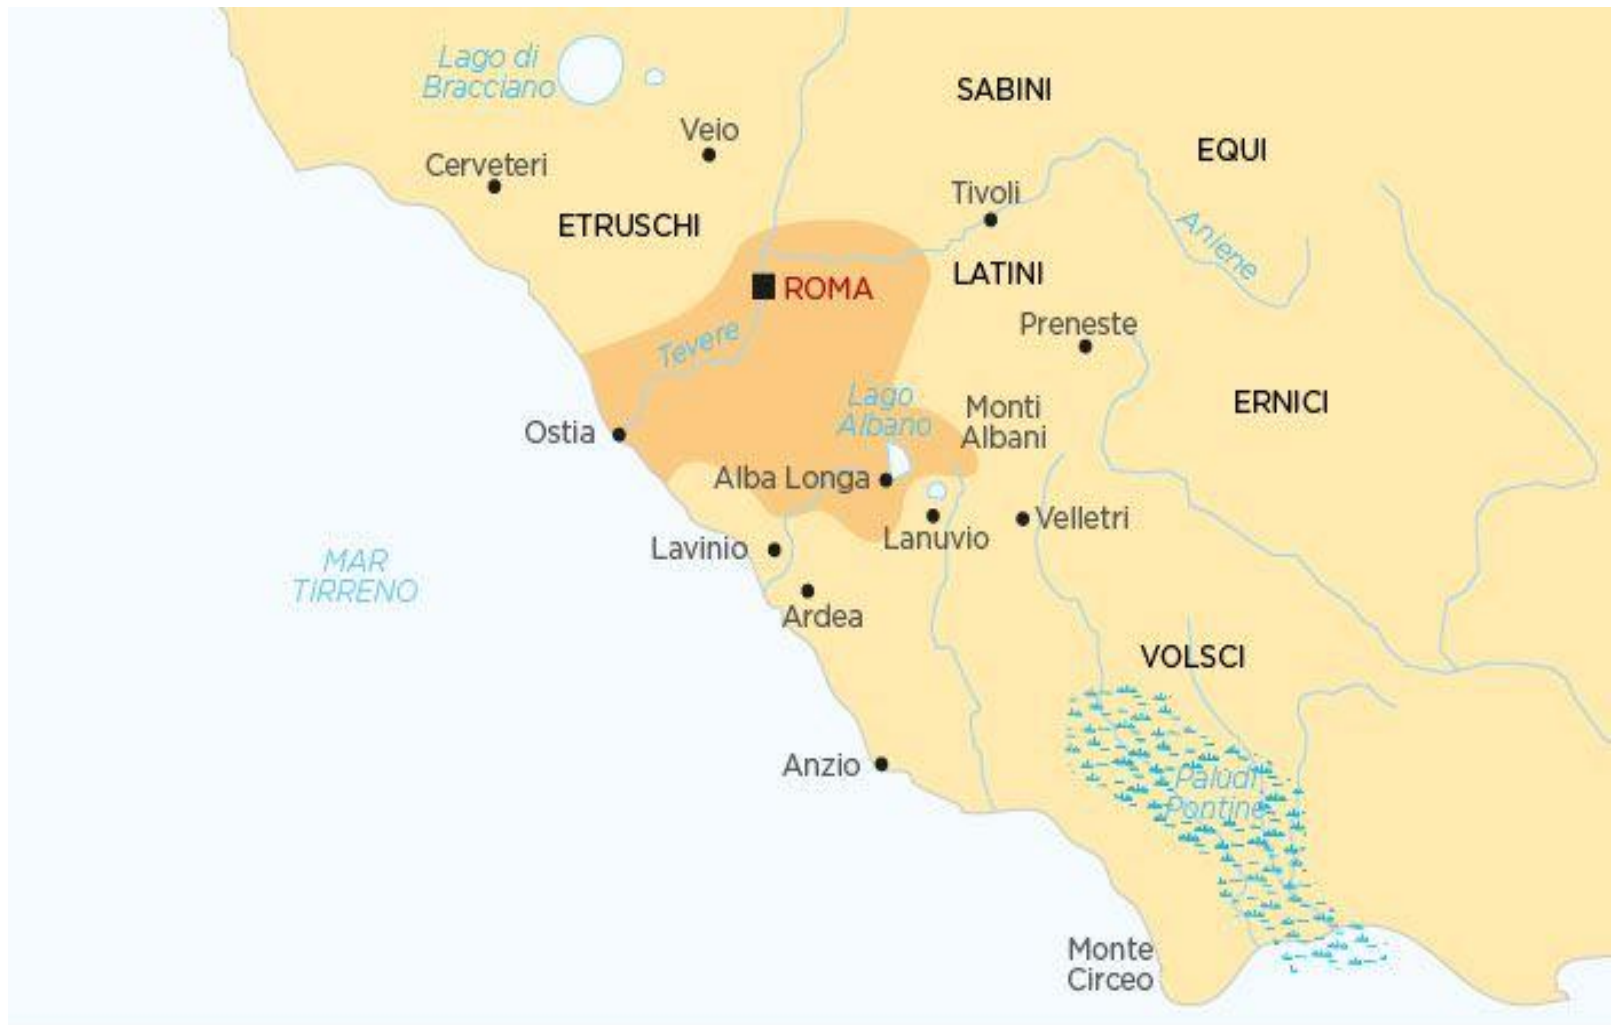 Lago di
Bracciano
SABINI
Veio
EQUI
Cerveteri
Tivoli
ETRUSCHI
Aniene
LATINI
ROMA
Preneste
Tevere
Lago
Albano
Monti
Albani
ERNICI
Ostia
Alba Longa
Velletri
Lanuvio
Lavinio
MAR
TIRRENO
Ardea
VOLSCI
Anzio
Paludi
Pontine
Monte
Circeo